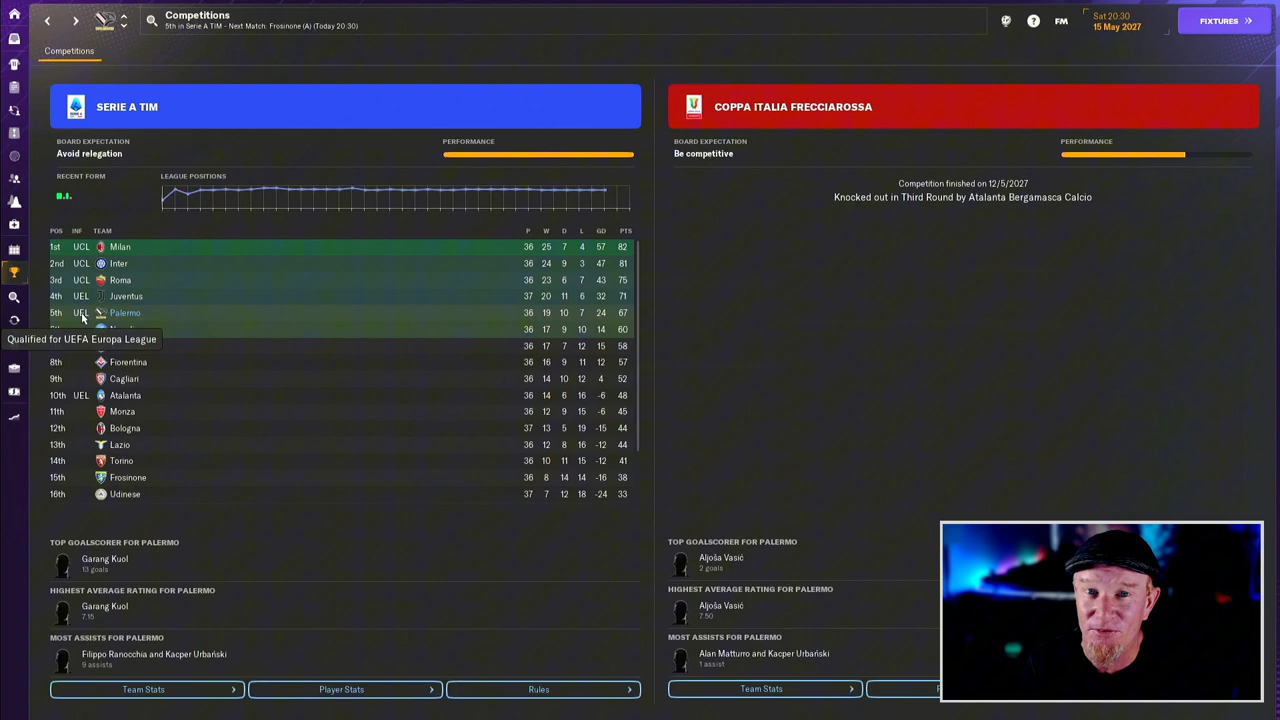 Competitions
5th in Serie A TIM - Next Match: Frosinone (A) (Today 20:30)
FM
Sat 20:30
15 May 2027
FIXTURES
Competitions
SERIE A TIM
BOARD EXPECTATION
Avoid relegation
PERFORMANCE
RECENT FORM
LEAGUE POSITIONS
POS INF TEAM P W D L GD PTS
1st UCL Milan 36 25 7 4 57 82
2nd UCL Inter 36 24 9 3 47 81
3rd UCL Roma 36 23 6 7 43 75
4th UEL Juventus 37 20 11 6 32 71
5th UEL Palermo 36 19 10 7 24 67
36 17 9 10 14 60
Qualified for UEFA Europa League
36 17 7 12 15 58
8th Fiorentina 36 16 9 11 12 57
9th Cagliari 36 14 10 12 4 52
10th UEL Atalanta 36 14 6 16 -6 48
11th Monza 36 12 9 15 -6 45
12th Bologna 37 13 5 19 -15 44
13th Lazio 36 12 8 16 -12 44
14th Torino 36 10 11 15 -12 41
15th Frosinone 36 8 14 14 -16 38
16th Udinese 37 7 12 18 -24 33
TOP GOALSCORER FOR PALERMO
Garang Kuol
13 goals
HIGHEST AVERAGE RATING FOR PALERMO
Garang Kuol
7.15
MOST ASSISTS FOR PALERMO
Filippo Ranocchia and Kacper Urbański
9 assists
Team Stats
Player Stats
Rules
COPPA ITALIA FRECCIAROSSA
BOARD EXPECTATION
Be competitive
PERFORMANCE
Competition finished on 12/5/2027
Knocked out in Third Round by Atalanta Bergamasca Calcio
TOP GOALSCORER FOR PALERMO
Aljoša Vasić
2 goals
HIGHEST AVERAGE RATING FOR PALERMO
Aljoša Vasić
7.50
MOST ASSISTS FOR PALERMO
Alan Matturro and Kacper Urbański
1 assist
Team Stats